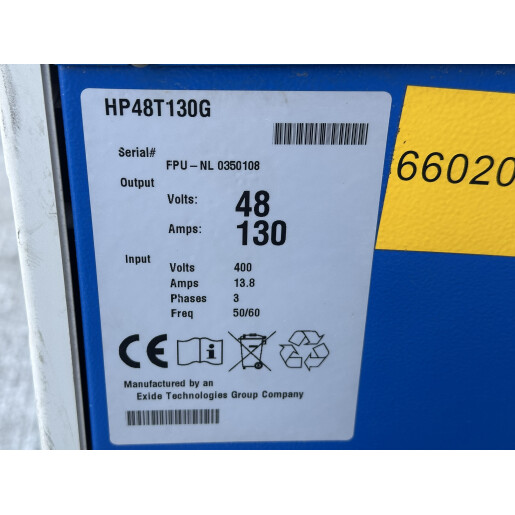 HP48T130G
Serial#
FPU-NL 0350108
Output
Volts: 48
Amps: 130
Input
Volts 400
Amps 13.8
Phases 3
Freq 50/60
CE
i
Manufactured by an
Exide Technologies Group Company
66020